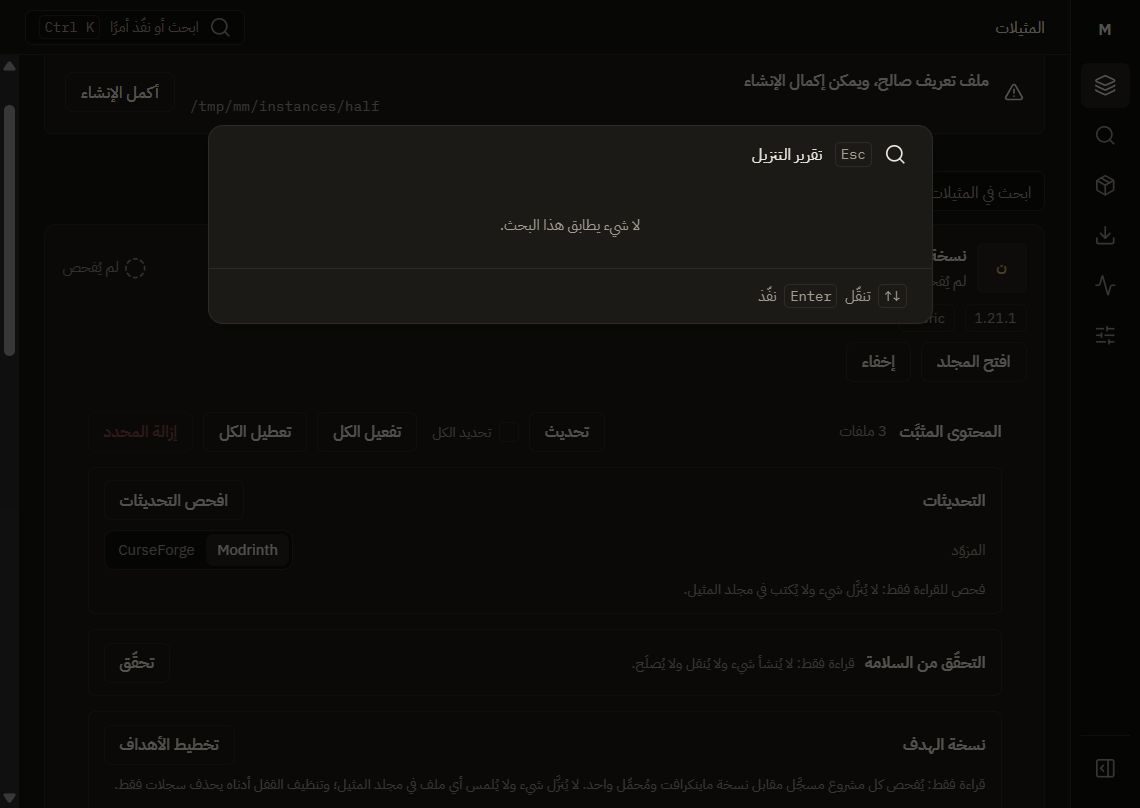 M
المثيلات
ابحث أو نفّذ أمرًا Ctrl K
ملف تعريف صالح، ويمكن إكمال الإنشاء
/tmp/mm/instances/half
أكمل الإنشاء
Esc تقرير التنزيل
لا شيء يطابق هذا البحث.
↑↓ تنقّل Enter نفّذ
ابحث في المثيلات
ن
نسخة
لم يُفحص
1.21.1
افتح المجلد
إخفاء
المحتوى المثبَّت 3 ملفات
تحديث
تحديد الكل
تفعيل الكل
تعطيل الكل
إزالة المحدد
التحديثات
افحص التحديثات
المزوّد
Modrinth
CurseForge
فحص للقراءة فقط: لا يُنزَّل شيء ولا يُكتب في مجلد المثيل.
التحقّق من السلامة قراءة فقط: لا يُنشأ شيء ولا يُنقل ولا يُصلَح.
تحقّق
نسخة الهدف
تخطيط الأهداف
قراءة فقط: يُفحص كل مشروع مسجَّل مقابل نسخة ماينكرافت ومُحمِّل واحد. لا يُنزَّل شيء ولا يُلمس أي ملف في مجلد المثيل؛ وتنظيف القفل أدناه يحذف سجلات فقط.